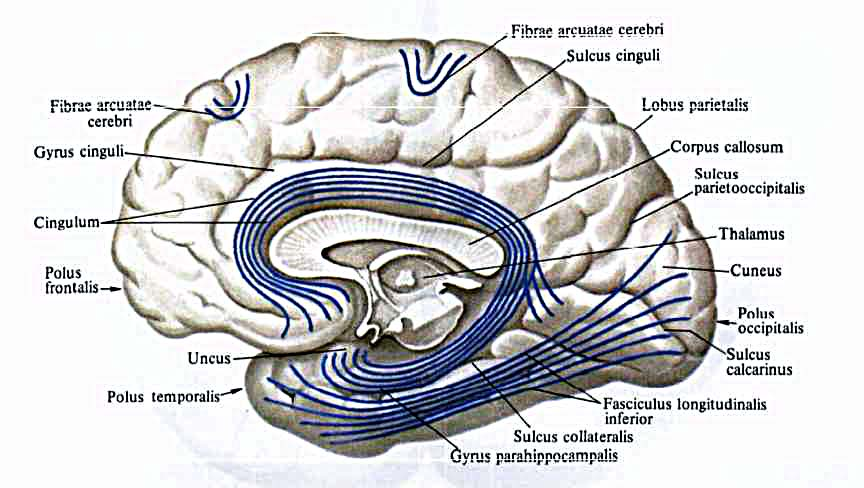 Fibrae arcuatae cerebri
Sulcus cinguli
Fibrae arcuatae
cerebri
Lobus parietalis
Gyrus cinguli
Corpus callosum
Sulcus
parietooccipitalis
Cingulum
Thalamus
Cuneus
Polus
frontalis
Polus
occipitalis
Uncus
Sulcus
calcarinus
Polus temporalis
Fasciculus longitudinalis
inferior
Sulcus collateralis
Gyrus parahippocampalis